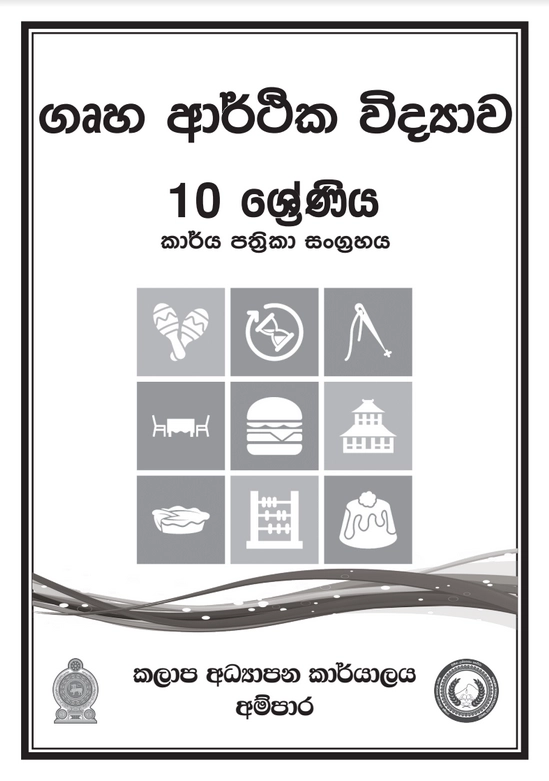 ගෘහ ආර්ථික විද්‍යාව
10 ශ්‍රේණිය
කාර්ය පත්‍රිකා සංග්‍රහය
කලාප අධ්‍යාපන කාර්යාලය
අම්පාර